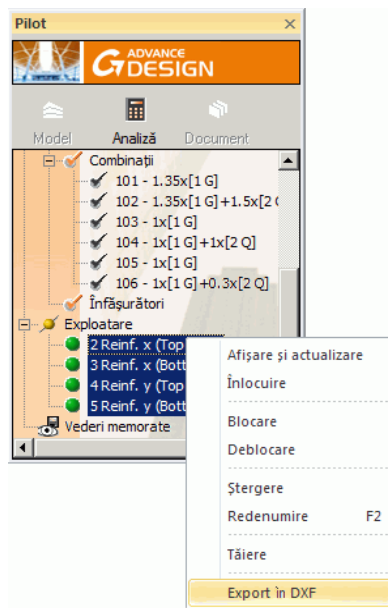 Pilot
ADVANCE
DESIGN
Model Analiză Document
Combinații
101 - 1.35x[1 G]
102 - 1.35x[1 G]+1.5x[2
103 - 1x[1 G]
104 - 1x[1 G]+1x[2 Q]
105 - 1x[1 G]
106 - 1x[1 G]+0.3x[2 Q]
Înfășurători
Exploatare
2 Reinf. x (Top
3 Reinf. x (Bott
4 Reinf. y (Top
5 Reinf. y (Bott
Vederi memorate
Afișare și actualizare
Înlocuire
Blocare
Deblocare
Ștergere
Redenumire F2
Tăiere
Export în DXF